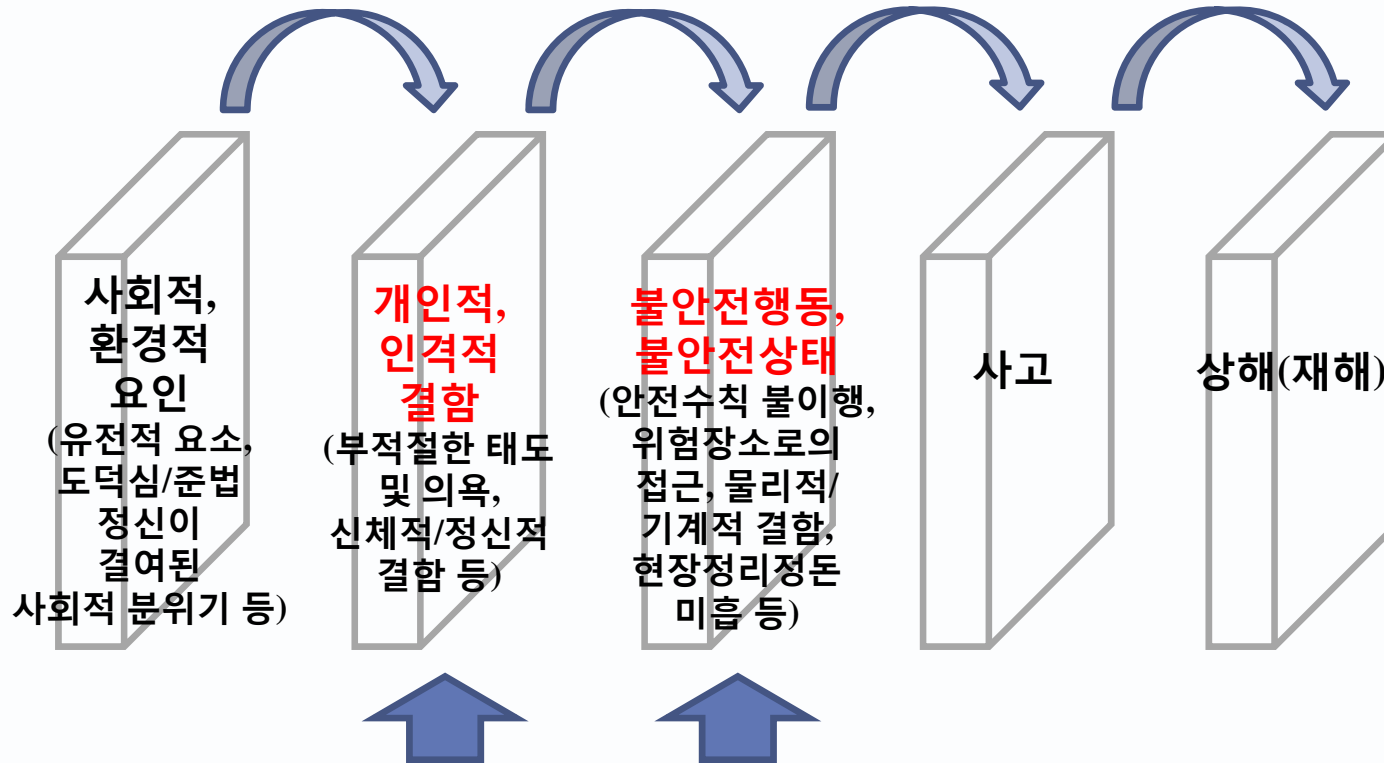 사회적,
환경적
요인
(유전적 요소,
도덕심/준법
정신이
결여된
사회적 분위기 등)
개인적,
인격적
결함
(부적절한 태도
및 의욕,
신체적/정신적
결함 등)
불안전행동,
불안전상태
(안전수칙 불이행,
위험장소로의
접근, 물리적/
기계적 결함,
현장정리정돈
미흡 등)
사고
상해(재해)